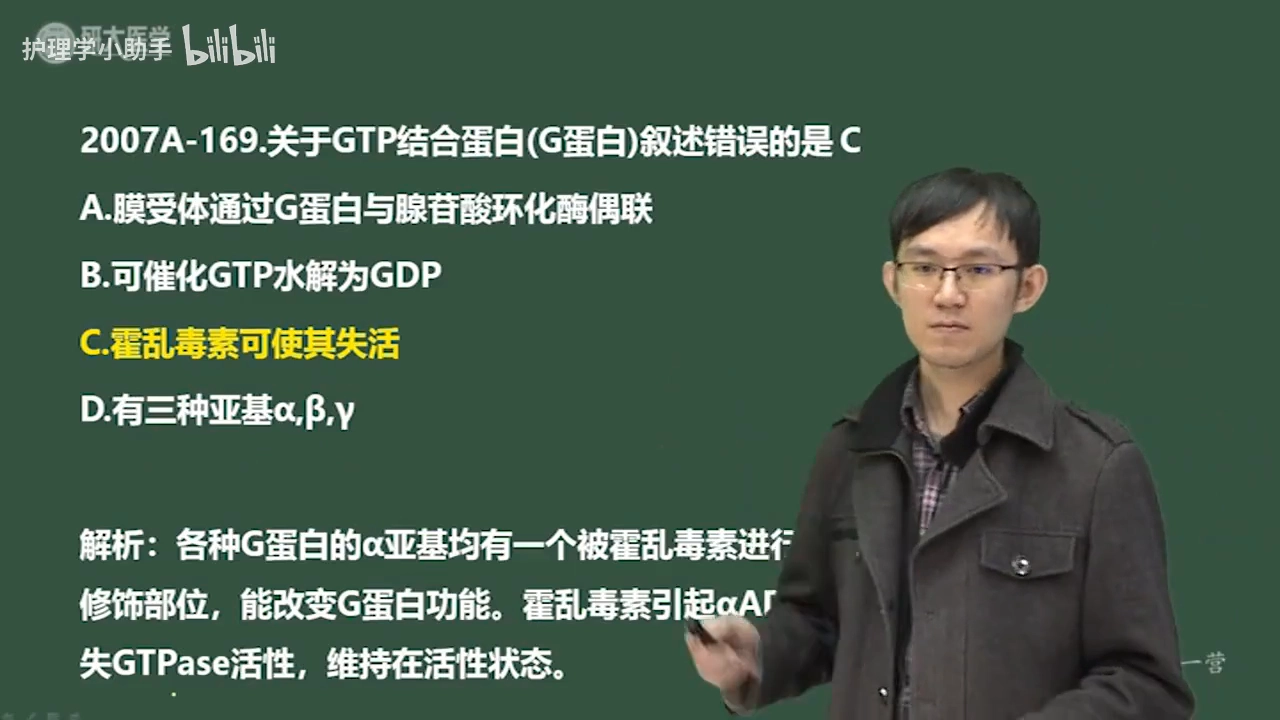 护理学小助手 bilibili
2007A-169.关于GTP结合蛋白(G蛋白)叙述错误的是 C
A.膜受体通过G蛋白与腺苷酸环化酶偶联
B.可催化GTP水解为GDP
C.霍乱毒素可使其失活
D.有三种亚基α,β,γ
解析：各种G蛋白的α亚基均有一个被霍乱毒素进行
修饰部位，能改变G蛋白功能。霍乱毒素引起αA
失GTPase活性，维持在活性状态。
一营